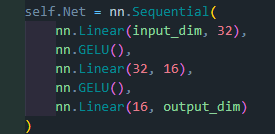 self.Net = nn.Sequential(
nn.Linear(input_dim, 32),
nn.GELU(),
nn.Linear(32, 16),
nn.GELU(),
nn.Linear(16, output_dim)
)